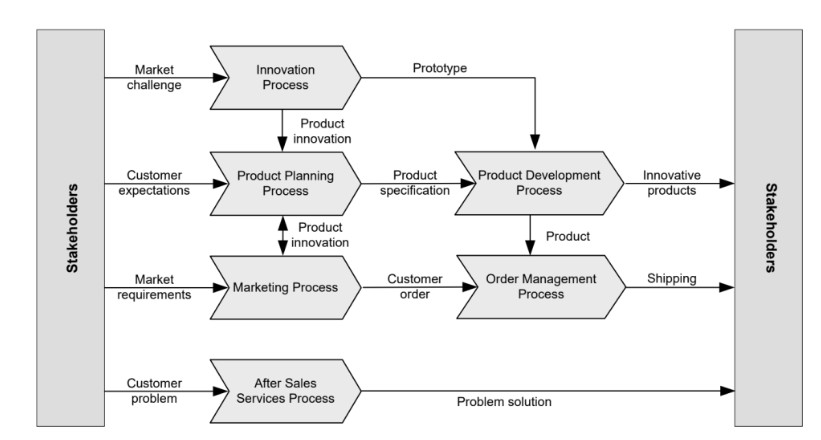 Stakeholders
Market
challenge
Innovation
Process
Prototype
Product
innovation
Customer
expectations
Product Planning
Process
Product
specification
Product Development
Process
Innovative
products
Product
innovation
Product
Market
requirements
Marketing Process
Customer
order
Order Management
Process
Shipping
Customer
problem
After Sales
Services Process
Problem solution
Stakeholders